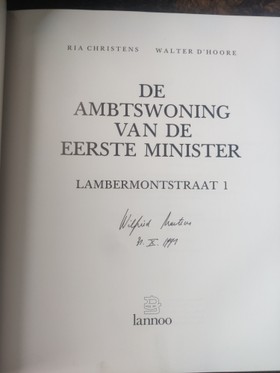 RIA CHRISTENS WALTER D'HOORE
DE
AMBTSWONING
VAN DE
EERSTE MINISTER
LAMBERMONTSTRAAT 1
Wilfried Martens
lannoo